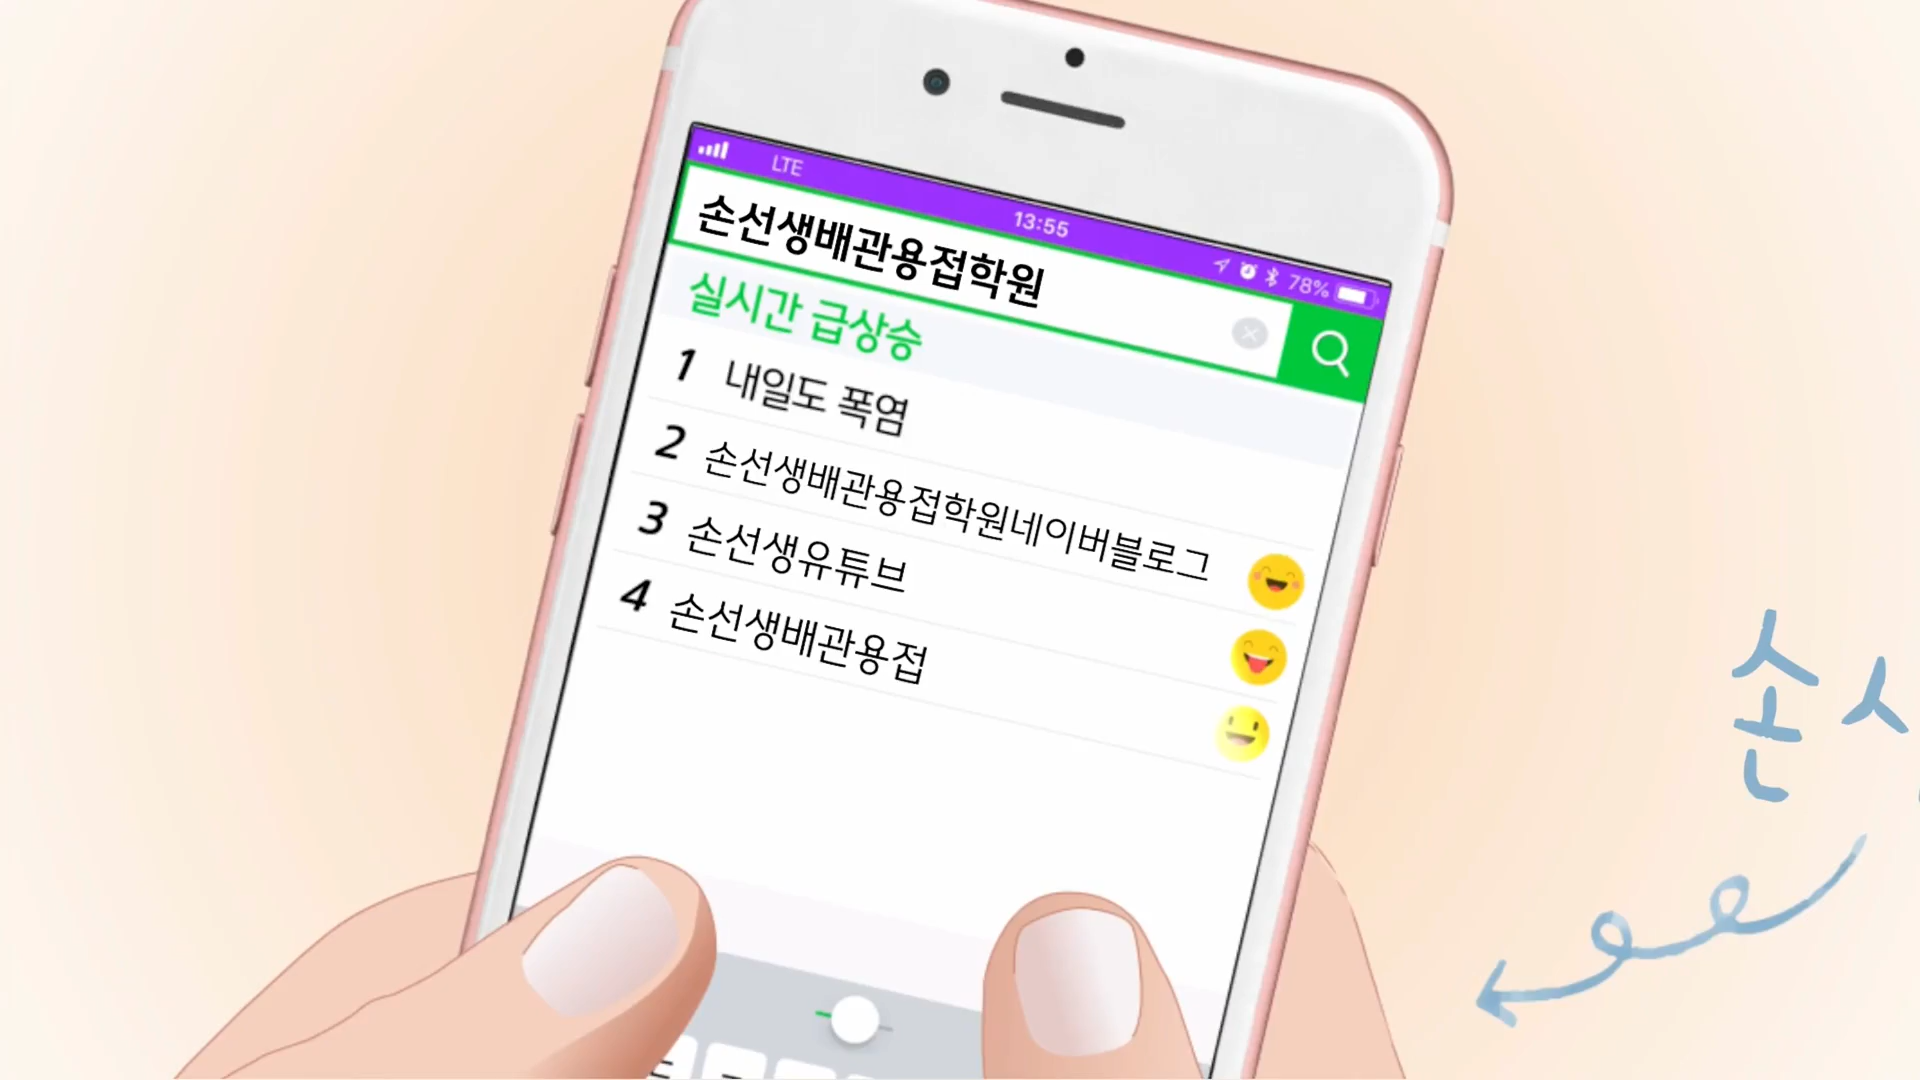 LTE
13:55
78%
손선생배관용접학원
실시간 급상승
1 내일도 폭염
2 손선생배관용접학원네이버블로그
3 손선생유튜브
4 손선생배관용접
손